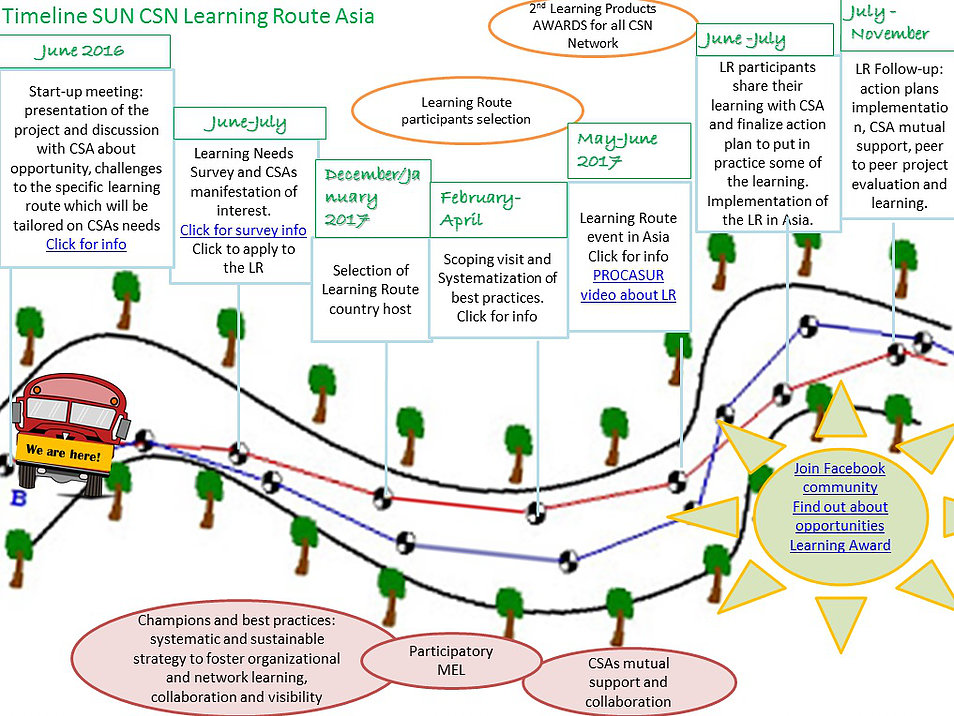 Timeline SUN CSN Learning Route Asia
June 2016
Start-up meeting:
presentation of the
project and discussion
with CSA about
opportunity, challenges
to the specific learning
route which will be
tailored on CSAs needs
Click for info
June-July
Learning Needs
Survey and CSAs
manifestation of
interest.
Click for survey info
Click to apply to
the LR
December/Ja
nuary
2017
Selection of
Learning Route
country host
February-
April
Scoping visit and
Systematization of
best practices.
Click for info
May-June
2017
Learning Route
event in Asia
Click for info
PROCASUR
video about LR
June -July
LR participants
share their
learning with CSA
and finalize action
plan to put in
practice some of
the learning.
Implementation of
the LR in Asia.
July -
November
LR Follow-up:
action plans
implementatio
n, CSA mutual
support, peer
to peer project
evaluation and
learning.
2nd Learning Products
AWARDS for all CSN
Network
Learning Route
participants selection
We are here!
B
Join Facebook
community
Find out about
opportunities
Learning Award
Champions and best practices:
systematic and sustainable
strategy to foster organizational
and network learning,
collaboration and visibility
Participatory
MEL
CSAs mutual
support and
collaboration